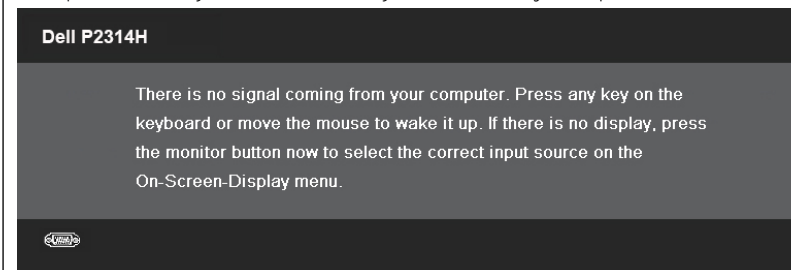 Dell P2314H
There is no signal coming from your computer. Press any key on the
keyboard or move the mouse to wake it up. If there is no display, press
the monitor button now to select the correct input source on the
On-Screen-Display menu.